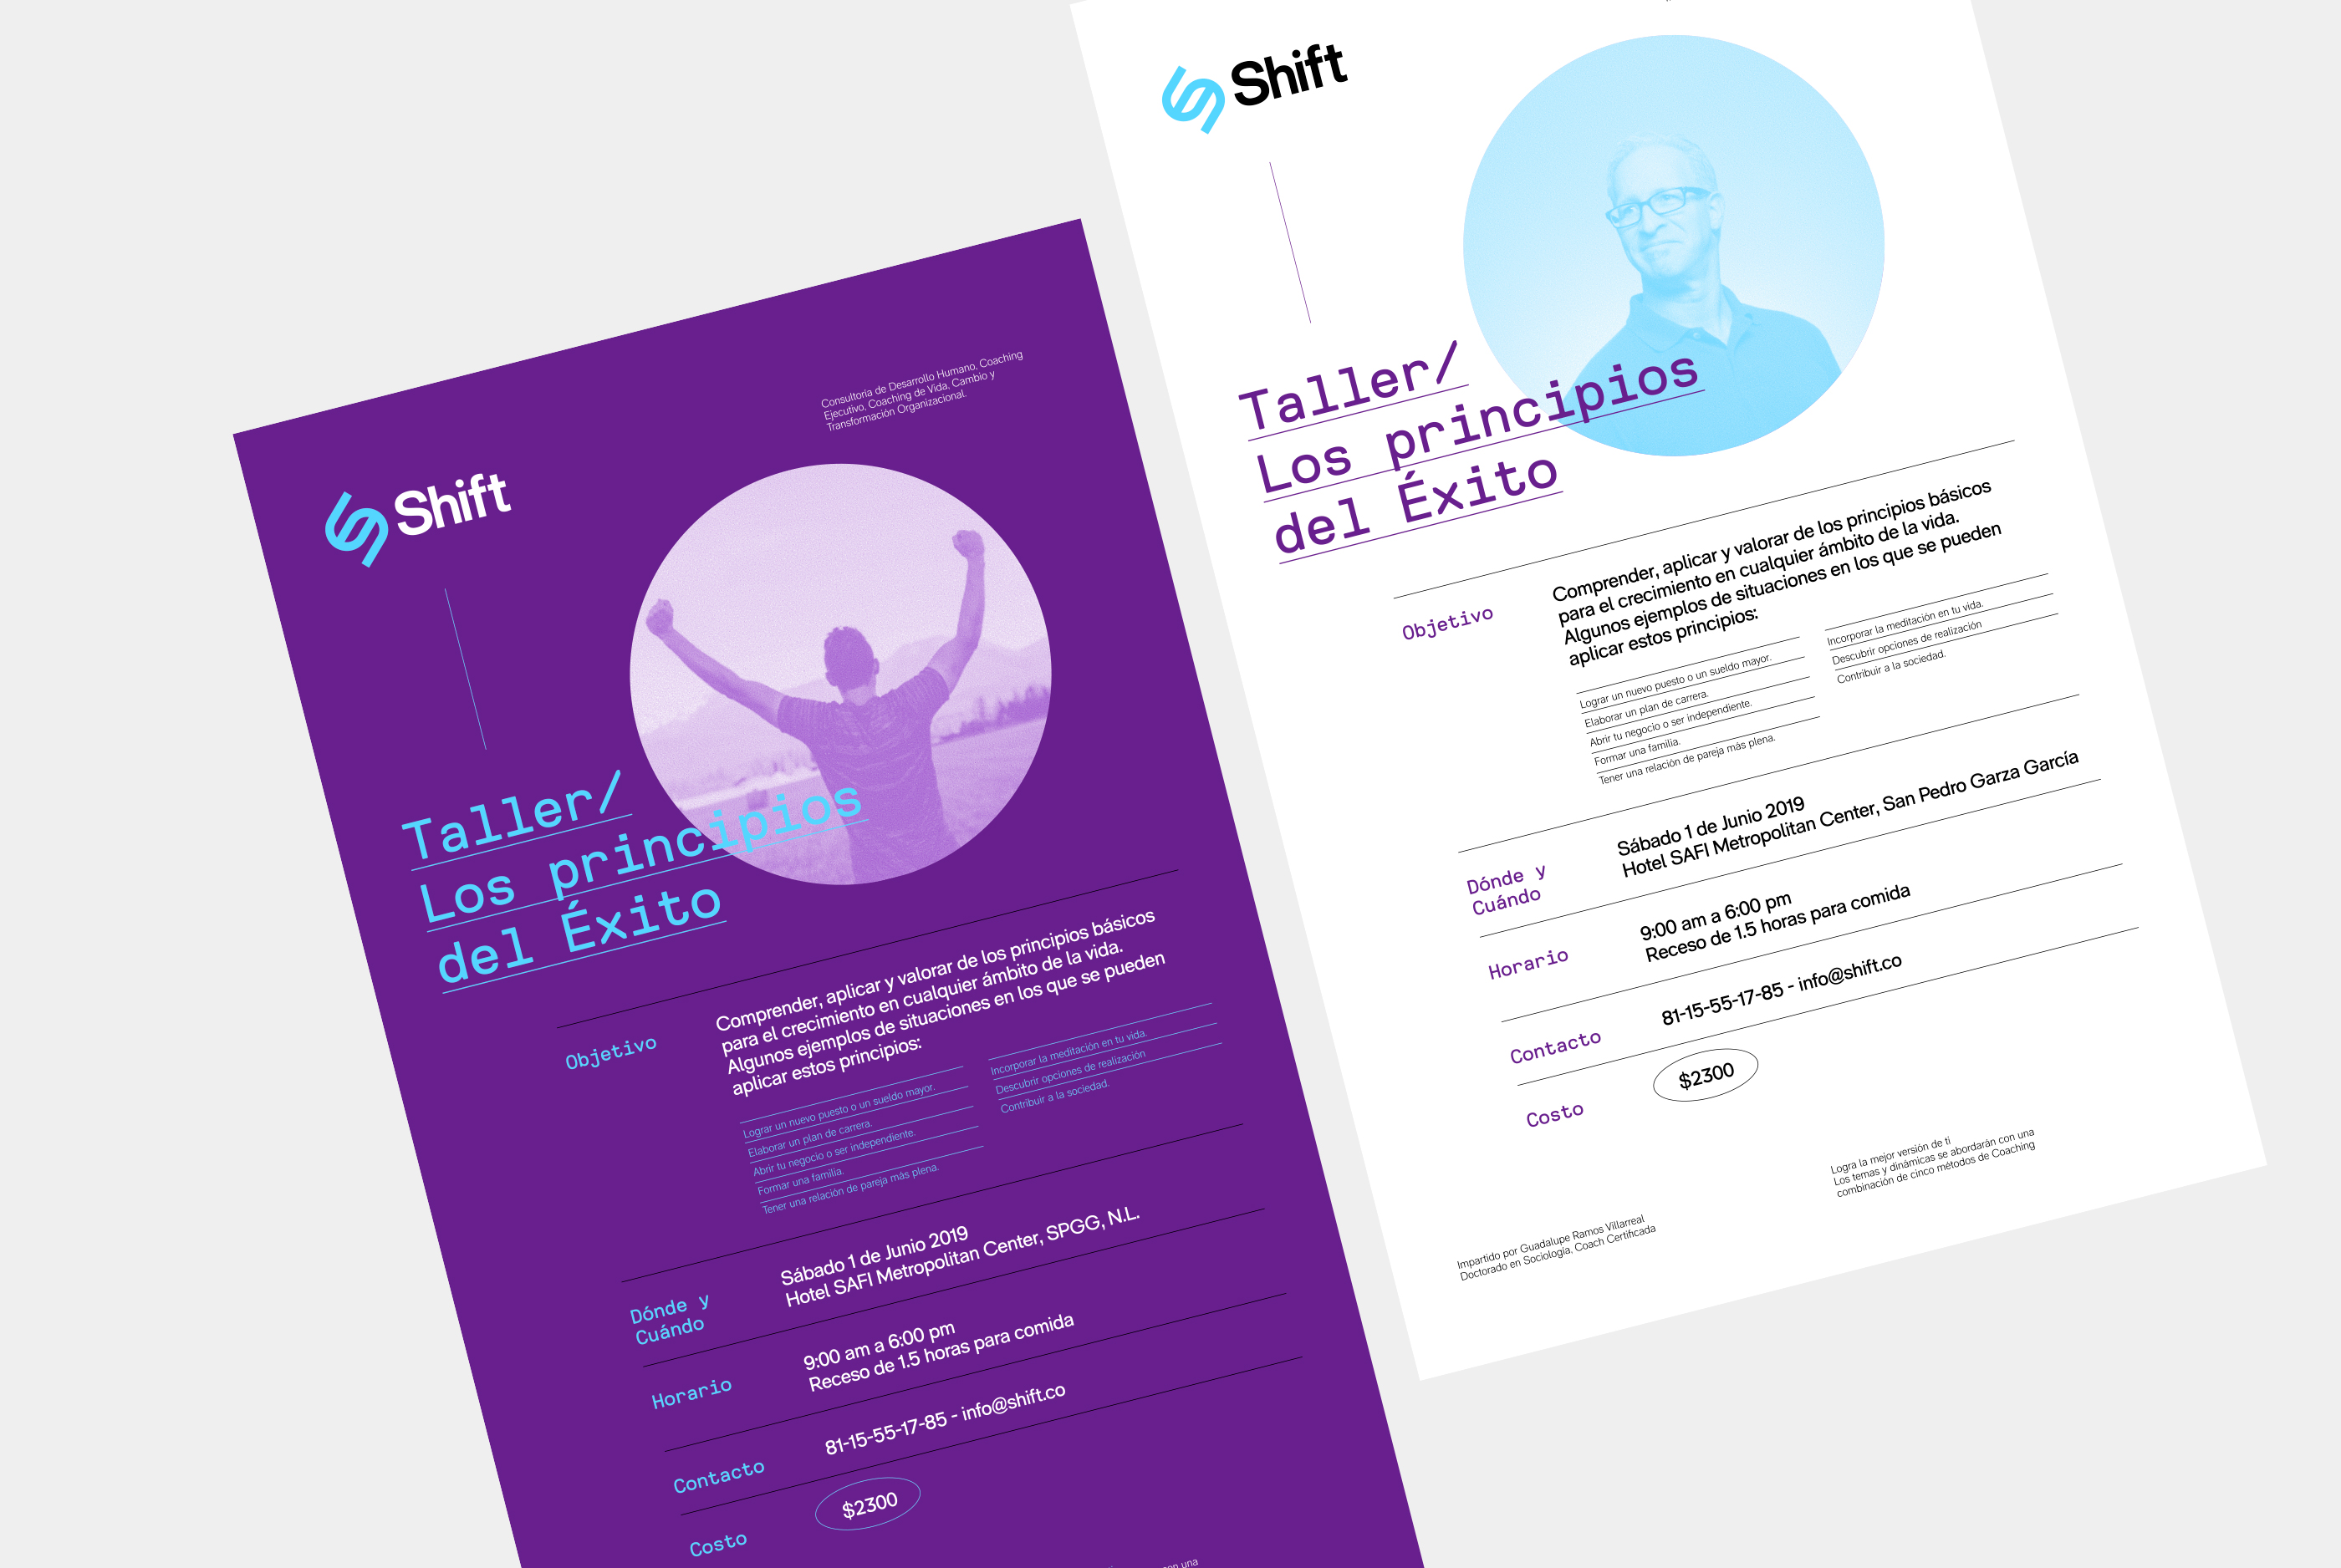 Consultoría de Desarrollo Humano, Coaching
Ejecutivo, Coaching de Vida, Cambio y
Transformación Organizacional.
Shift
Taller/
Los principios
del Éxito
Objetivo
Comprender, aplicar y valorar de los principios básicos
para el crecimiento en cualquier ámbito de la vida.
Algunos ejemplos de situaciones en los que se pueden
aplicar estos principios:
Lograr un nuevo puesto o un sueldo mayor.
Elaborar un plan de carrera.
Abrir tu negocio o ser independiente.
Formar una familia.
Tener una relación de pareja más plena.
Incorporar la meditación en tu vida.
Descubrir opciones de realización
Contribuir a la sociedad.
Dónde y
Cuándo
Sábado 1 de Junio 2019
Hotel SAFI Metropolitan Center, SPGG, N.L.
Horario
9:00 am a 6:00 pm
Receso de 1.5 horas para comida
Contacto
81-15-55-17-85 - info@shift.co
Costo
$2300
con una
Shift
Taller/
Los principios
del Éxito
Objetivo
Comprender, aplicar y valorar de los principios básicos
para el crecimiento en cualquier ámbito de la vida.
Algunos ejemplos de situaciones en los que se pueden
aplicar estos principios:
Lograr un nuevo puesto o un sueldo mayor.
Elaborar un plan de carrera.
Abrir tu negocio o ser independiente.
Formar una familia.
Tener una relación de pareja más plena.
Incorporar la meditación en tu vida.
Descubrir opciones de realización
Contribuir a la sociedad.
Dónde y
Cuándo
Sábado 1 de Junio 2019
Hotel SAFI Metropolitan Center, San Pedro Garza García
Horario
9:00 am a 6:00 pm
Receso de 1.5 horas para comida
Contacto
81-15-55-17-85 - info@shift.co
Costo
$2300
Logra la mejor versión de ti
Los temas y dinámicas se abordarán con una
combinación de cinco métodos de Coaching
Impartido por Guadalupe Ramos Villarreal
Doctorado en Sociología, Coach Certificada